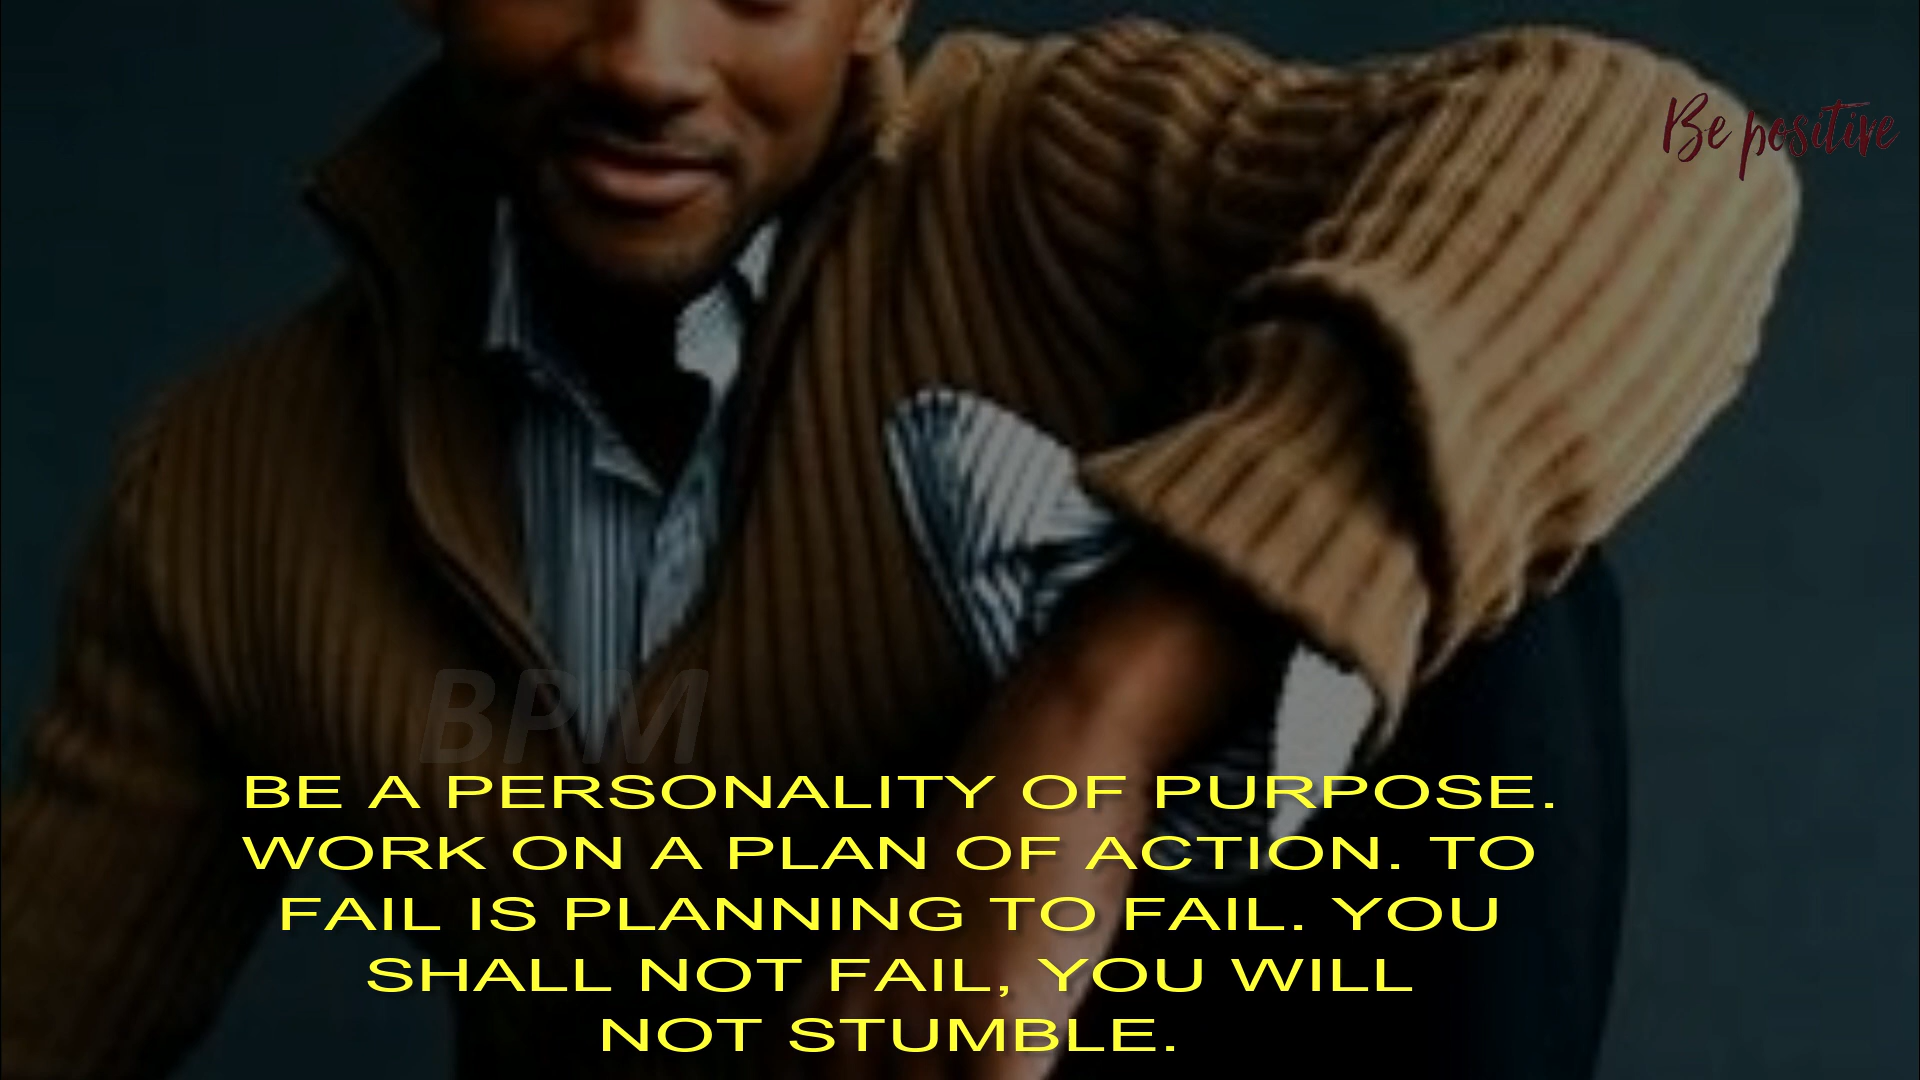 Be positive
BPM
BE A PERSONALITY OF PURPOSE.
WORK ON A PLAN OF ACTION. TO
FAIL IS PLANNING TO FAIL. YOU
SHALL NOT FAIL, YOU WILL
NOT STUMBLE.